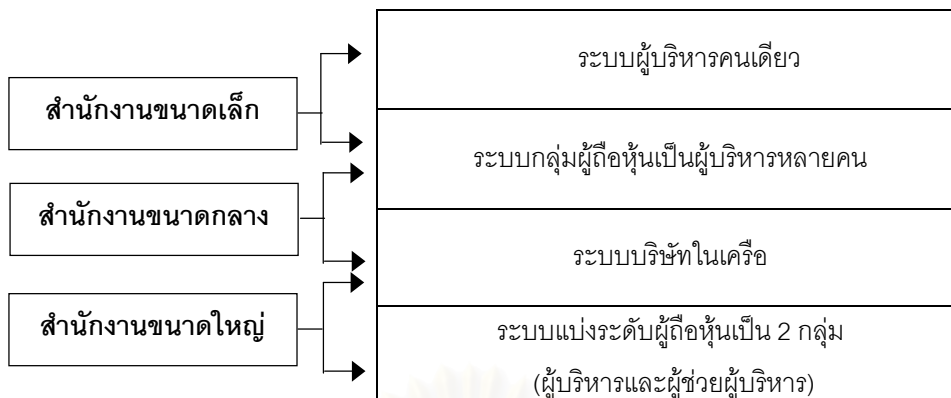 ระบบผู้บริหารคนเดียว
สำนักงานขนาดเล็ก
ระบบกลุ่มผู้ถือหุ้นเป็นผู้บริหารหลายคน
สำนักงานขนาดกลาง
ระบบบริษัทในเครือ
สำนักงานขนาดใหญ่
ระบบแบ่งระดับผู้ถือหุ้นเป็น 2 กลุ่ม
(ผู้บริหารและผู้ช่วยผู้บริหาร)